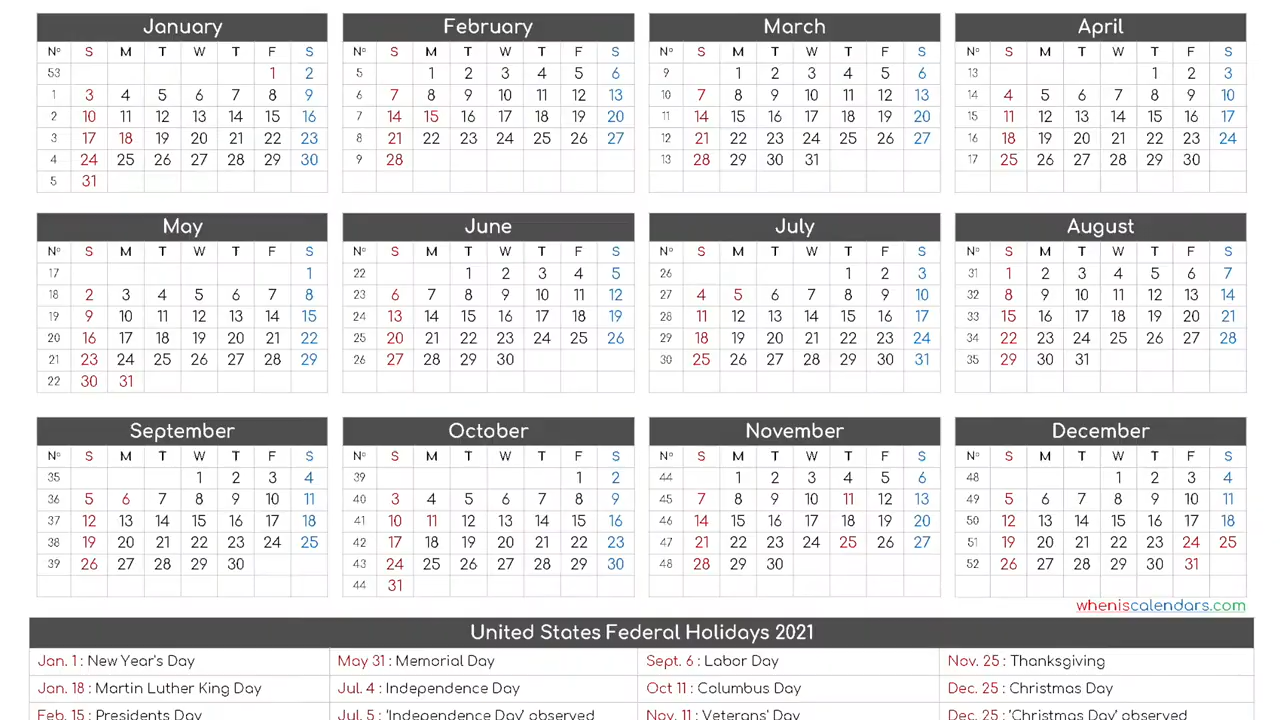 January February March April
Nº S M T W T F S Nº S M T W T F S Nº S M T W T F S Nº S M T W T F S
53 1 2 5 1 2 3 4 5 6 9 1 2 3 4 5 6 13 1 2 3
1 3 4 5 6 7 8 9 6 7 8 9 10 11 12 13 10 7 8 9 10 11 12 13 14 4 5 6 7 8 9 10
2 10 11 12 13 14 15 16 7 14 15 16 17 18 19 20 11 14 15 16 17 18 19 20 15 11 12 13 14 15 16 17
3 17 18 19 20 21 22 23 8 21 22 23 24 25 26 27 12 21 22 23 24 25 26 27 16 18 19 20 21 22 23 24
4 24 25 26 27 28 29 30 9 28 13 28 29 30 31 17 25 26 27 28 29 30
5 31
May June July August
Nº S M T W T F S Nº S M T W T F S Nº S M T W T F S Nº S M T W T F S
17 1 22 1 2 3 4 5 26 1 2 3 31 1 2 3 4 5 6 7
18 2 3 4 5 6 7 8 23 6 7 8 9 10 11 12 27 4 5 6 7 8 9 10 32 8 9 10 11 12 13 14
19 9 10 11 12 13 14 15 24 13 14 15 16 17 18 19 28 11 12 13 14 15 16 17 33 15 16 17 18 19 20 21
20 16 17 18 19 20 21 22 25 20 21 22 23 24 25 26 29 18 19 20 21 22 23 24 34 22 23 24 25 26 27 28
21 23 24 25 26 27 28 29 26 27 28 29 30 30 25 26 27 28 29 30 31 35 29 30 31
22 30 31
September October November December
Nº S M T W T F S Nº S M T W T F S Nº S M T W T F S Nº S M T W T F S
35 1 2 3 4 39 1 2 44 1 2 3 4 5 6 48 1 2 3 4
36 5 6 7 8 9 10 11 40 3 4 5 6 7 8 9 45 7 8 9 10 11 12 13 49 5 6 7 8 9 10 11
37 12 13 14 15 16 17 18 41 10 11 12 13 14 15 16 46 14 15 16 17 18 19 20 50 12 13 14 15 16 17 18
38 19 20 21 22 23 24 25 42 17 18 19 20 21 22 23 47 21 22 23 24 25 26 27 51 19 20 21 22 23 24 25
39 26 27 28 29 30 43 24 25 26 27 28 29 30 48 28 29 30 52 26 27 28 29 30 31
44 31
wheniscalendars.com
United States Federal Holidays 2021
Jan. 1 : New Year's Day May 31 : Memorial Day Sept. 6 : Labor Day Nov. 25 : Thanksgiving
Jan. 18 : Martin Luther King Day Jul. 4 : Independence Day Oct 11 : Columbus Day Dec. 25 : Christmas Day
Feb. 15 : Presidents Day Jul. 5 : 'Independence Day' observed Nov. 11 : Veterans' Day Dec. 25 : 'Christmas Day' observed